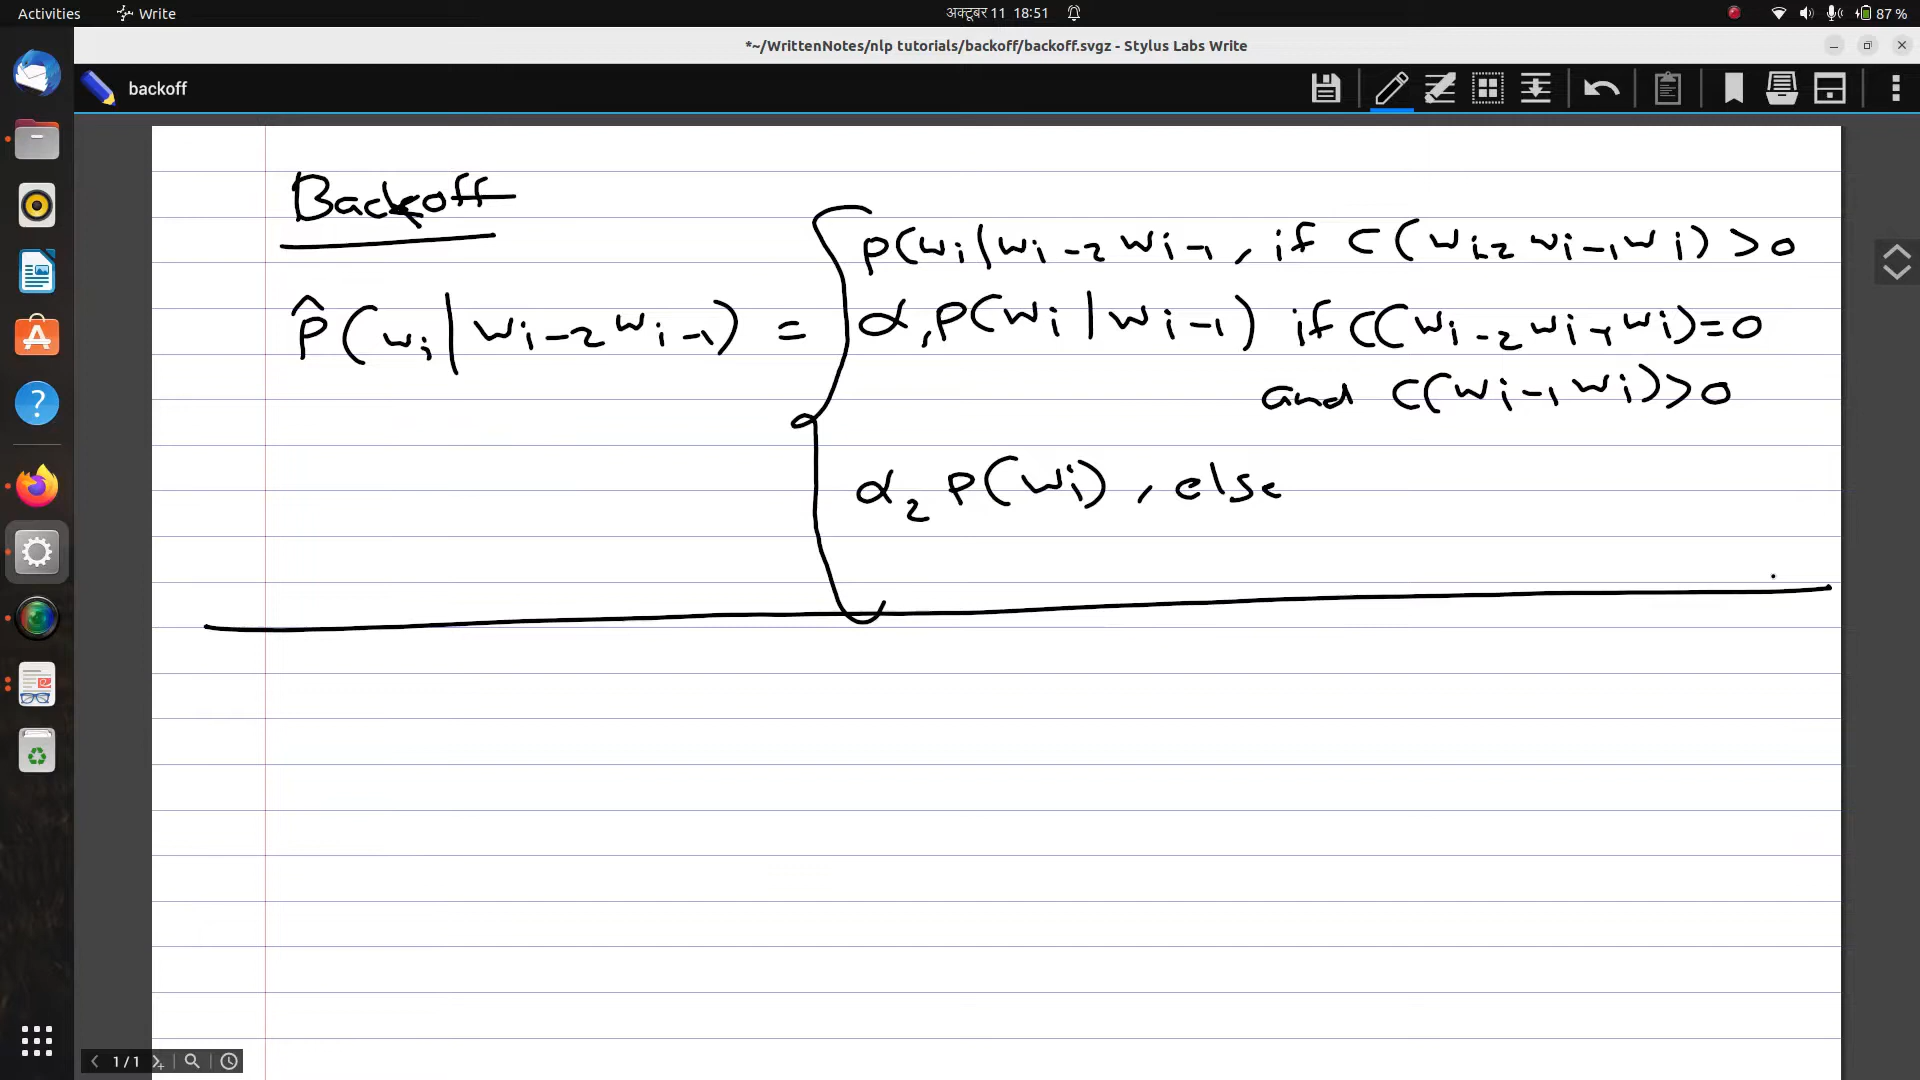 Activities Write अक्टूबर 11 18:51 87 %
*~/WrittenNotes/nlp tutorials/backoff/backoff.svgz - Stylus Labs Write
backoff
Backoff
P(wi|wi-2 wi-1, if C(wi-2 wi-1 wi) >0
P̂(wi|wi-2 wi-1) = α1 P(wi|wi-1) if C(wi-2 wi-1 wi)=0
and C(wi-1 wi)>0
α2 P(wi), else
1/1